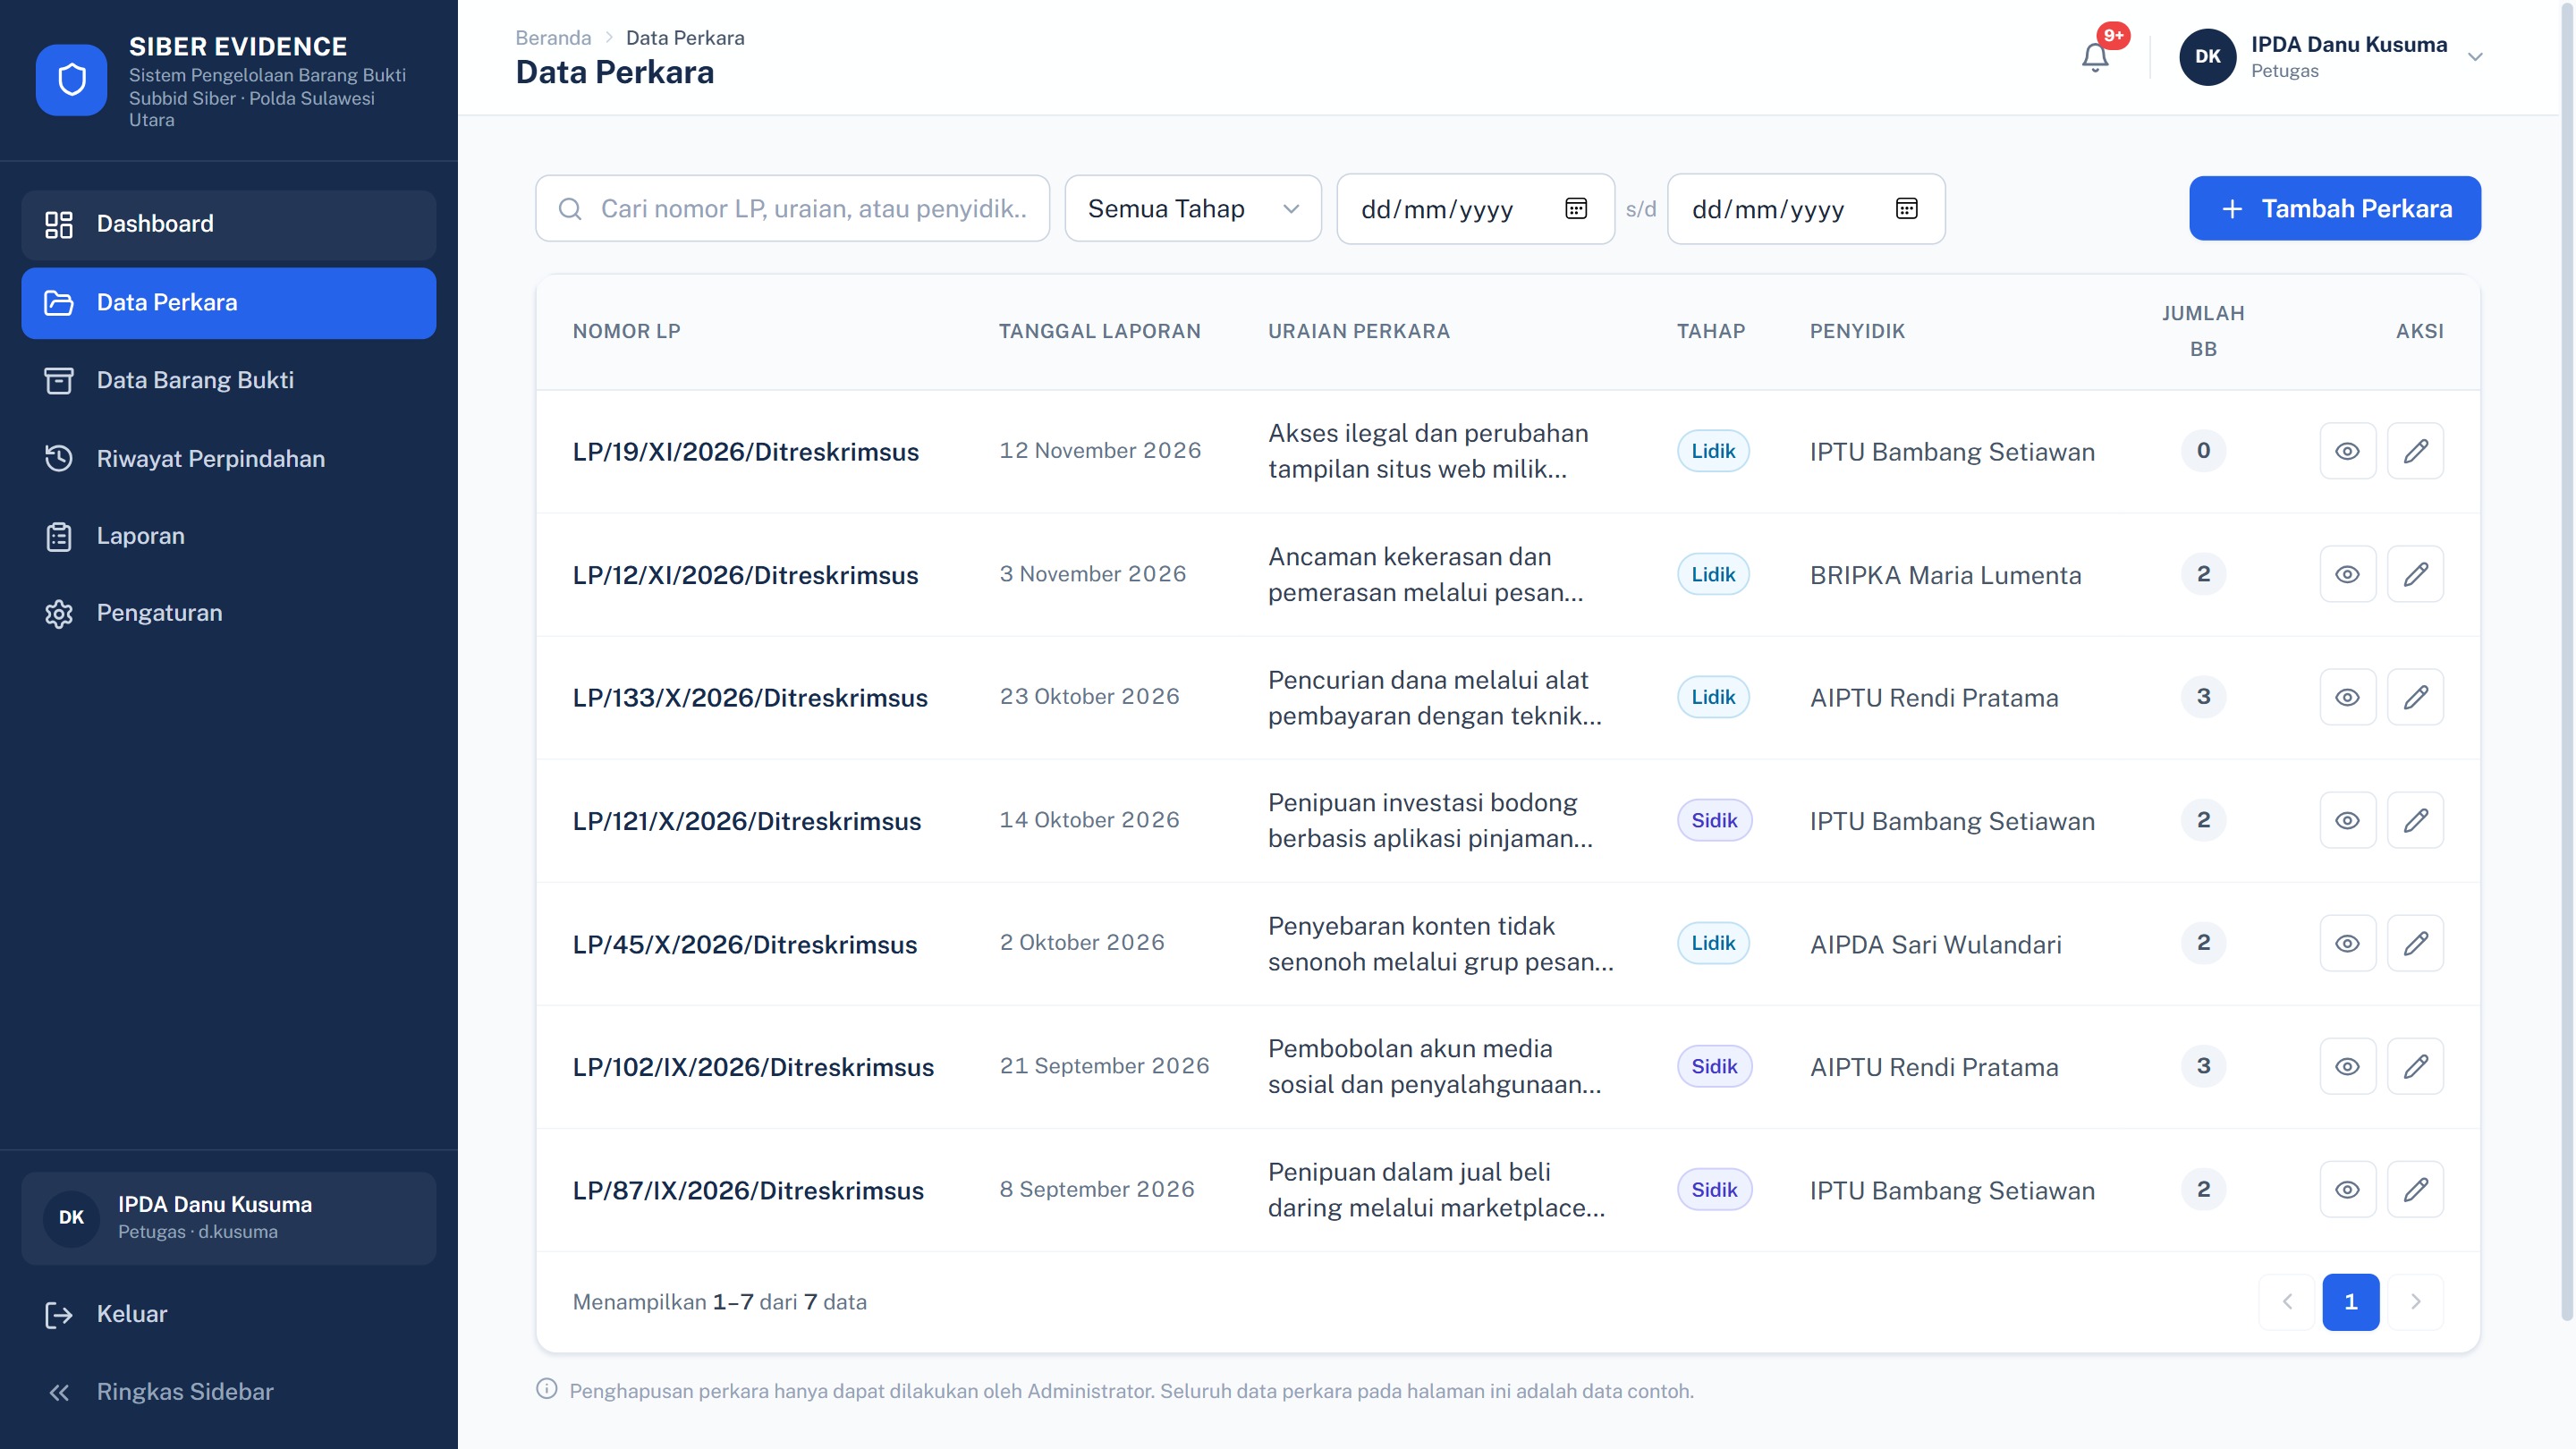 SIBER EVIDENCE
Sistem Pengelolaan Barang Bukti
Subbid Siber · Polda Sulawesi
Utara
Dashboard
Data Perkara
Data Barang Bukti
Riwayat Perpindahan
Laporan
Pengaturan
DK
IPDA Danu Kusuma
Petugas · d.kusuma
Keluar
Ringkas Sidebar
Beranda > Data Perkara
Data Perkara
9+
DK
IPDA Danu Kusuma
Petugas
Cari nomor LP, uraian, atau penyidik..
Semua Tahap
dd/mm/yyyy
s/d
dd/mm/yyyy
+ Tambah Perkara
NOMOR LP TANGGAL LAPORAN URAIAN PERKARA TAHAP PENYIDIK JUMLAH BB AKSI
LP/19/XI/2026/Ditreskrimsus 12 November 2026 Akses ilegal dan perubahan
tampilan situs web milik... Lidik IPTU Bambang Setiawan 0
LP/12/XI/2026/Ditreskrimsus 3 November 2026 Ancaman kekerasan dan
pemerasan melalui pesan... Lidik BRIPKA Maria Lumenta 2
LP/133/X/2026/Ditreskrimsus 23 Oktober 2026 Pencurian dana melalui alat
pembayaran dengan teknik... Lidik AIPTU Rendi Pratama 3
LP/121/X/2026/Ditreskrimsus 14 Oktober 2026 Penipuan investasi bodong
berbasis aplikasi pinjaman... Sidik IPTU Bambang Setiawan 2
LP/45/X/2026/Ditreskrimsus 2 Oktober 2026 Penyebaran konten tidak
senonoh melalui grup pesan... Lidik AIPDA Sari Wulandari 2
LP/102/IX/2026/Ditreskrimsus 21 September 2026 Pembobolan akun media
sosial dan penyalahgunaan... Sidik AIPTU Rendi Pratama 3
LP/87/IX/2026/Ditreskrimsus 8 September 2026 Penipuan dalam jual beli
daring melalui marketplace... Sidik IPTU Bambang Setiawan 2
Menampilkan 1–7 dari 7 data
1
Penghapusan perkara hanya dapat dilakukan oleh Administrator. Seluruh data perkara pada halaman ini adalah data contoh.